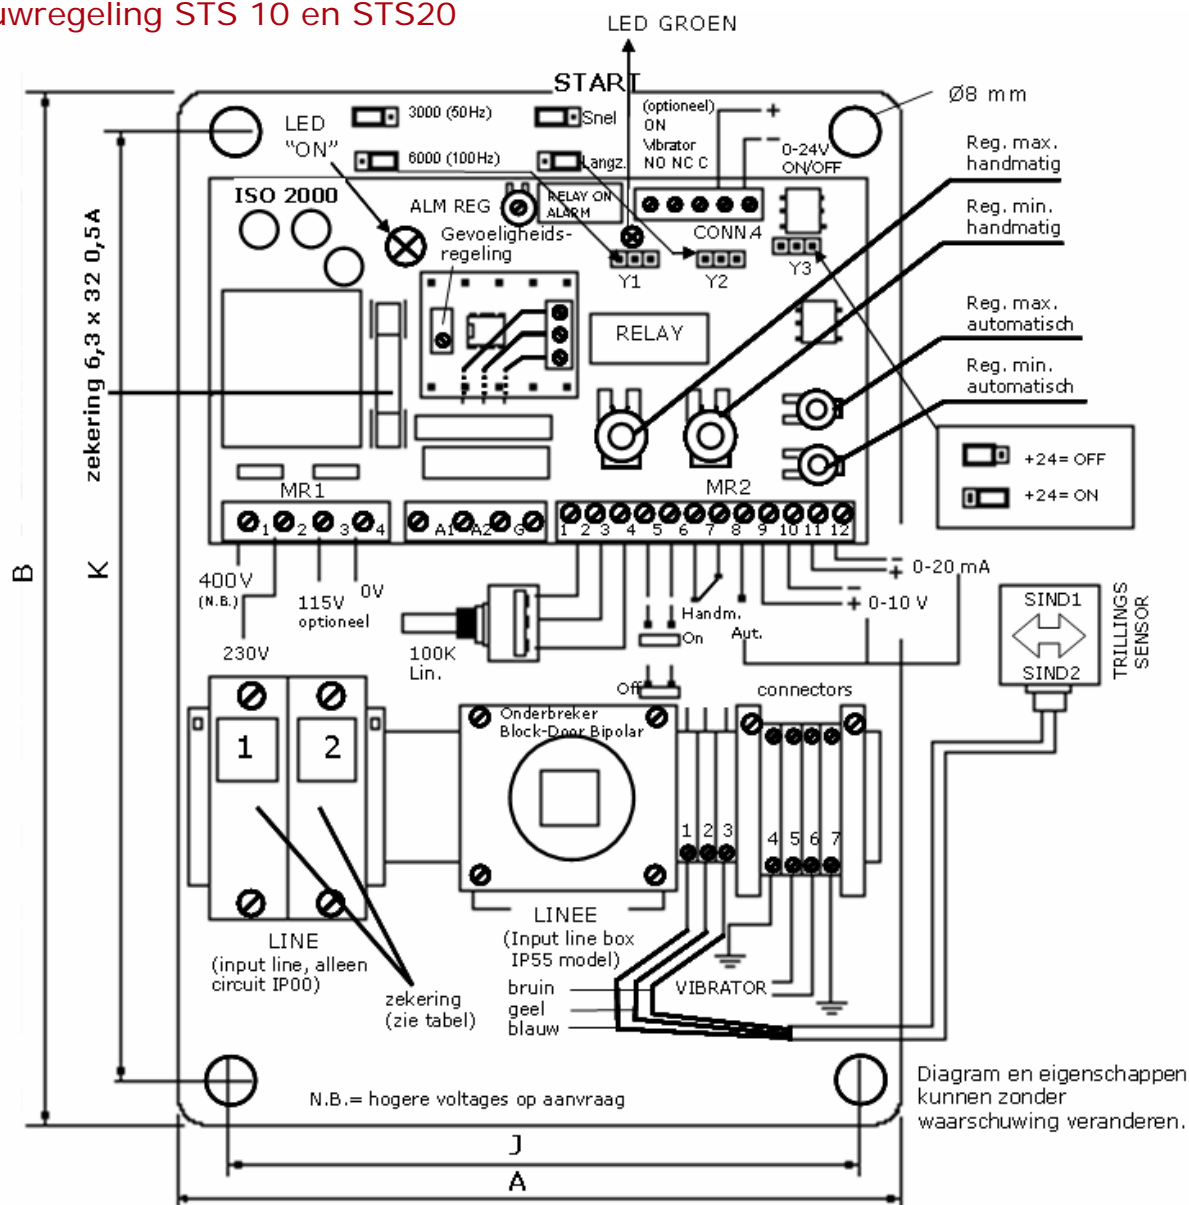 uwregeling STS 10 en STS20
LED GROEN
START
3000 (50Hz)
Snel
(optioneel)
ON
Vibrator
NO NC C
+
−
0-24V
ON/OFF
Ø8 mm
LED
"ON"
6000 (100Hz)
Langz.
Reg. max.
handmatig
Reg. min.
handmatig
Reg. max.
automatisch
Reg. min.
automatisch
ISO 2000
ALM REG
RELAY ON
ALARM
CONN.4
Gevoeligheids-
regeling
Y1
Y2
Y3
RELAY
zekering 6,3 x 32 0,5A
+24= OFF
+24= ON
MR1
MR2
1 2 3 4
A1 A2 G
1 2 3 4 5 6 7 8 9 10 11 12
B
K
400V
(N.B.)
115V
optioneel
0V
230V
100K
Lin.
Handm.
On
Aut.
Off
−
+ 0-20 mA
−
+ 0-10 V
SIND1
SIND2
TRILLINGS
SENSOR
connectors
1
2
Onderbreker
Block-Door Bipolar
1 2 3
4 5 6 7
LINE
(input line, alleen
circuit IP00)
zekering
(zie tabel)
LINEE
(Input line box
IP55 model)
bruin
geel
blauw
VIBRATOR
N.B.= hogere voltages op aanvraag
Diagram en eigenschappen
kunnen zonder
waarschuwing veranderen.
J
A